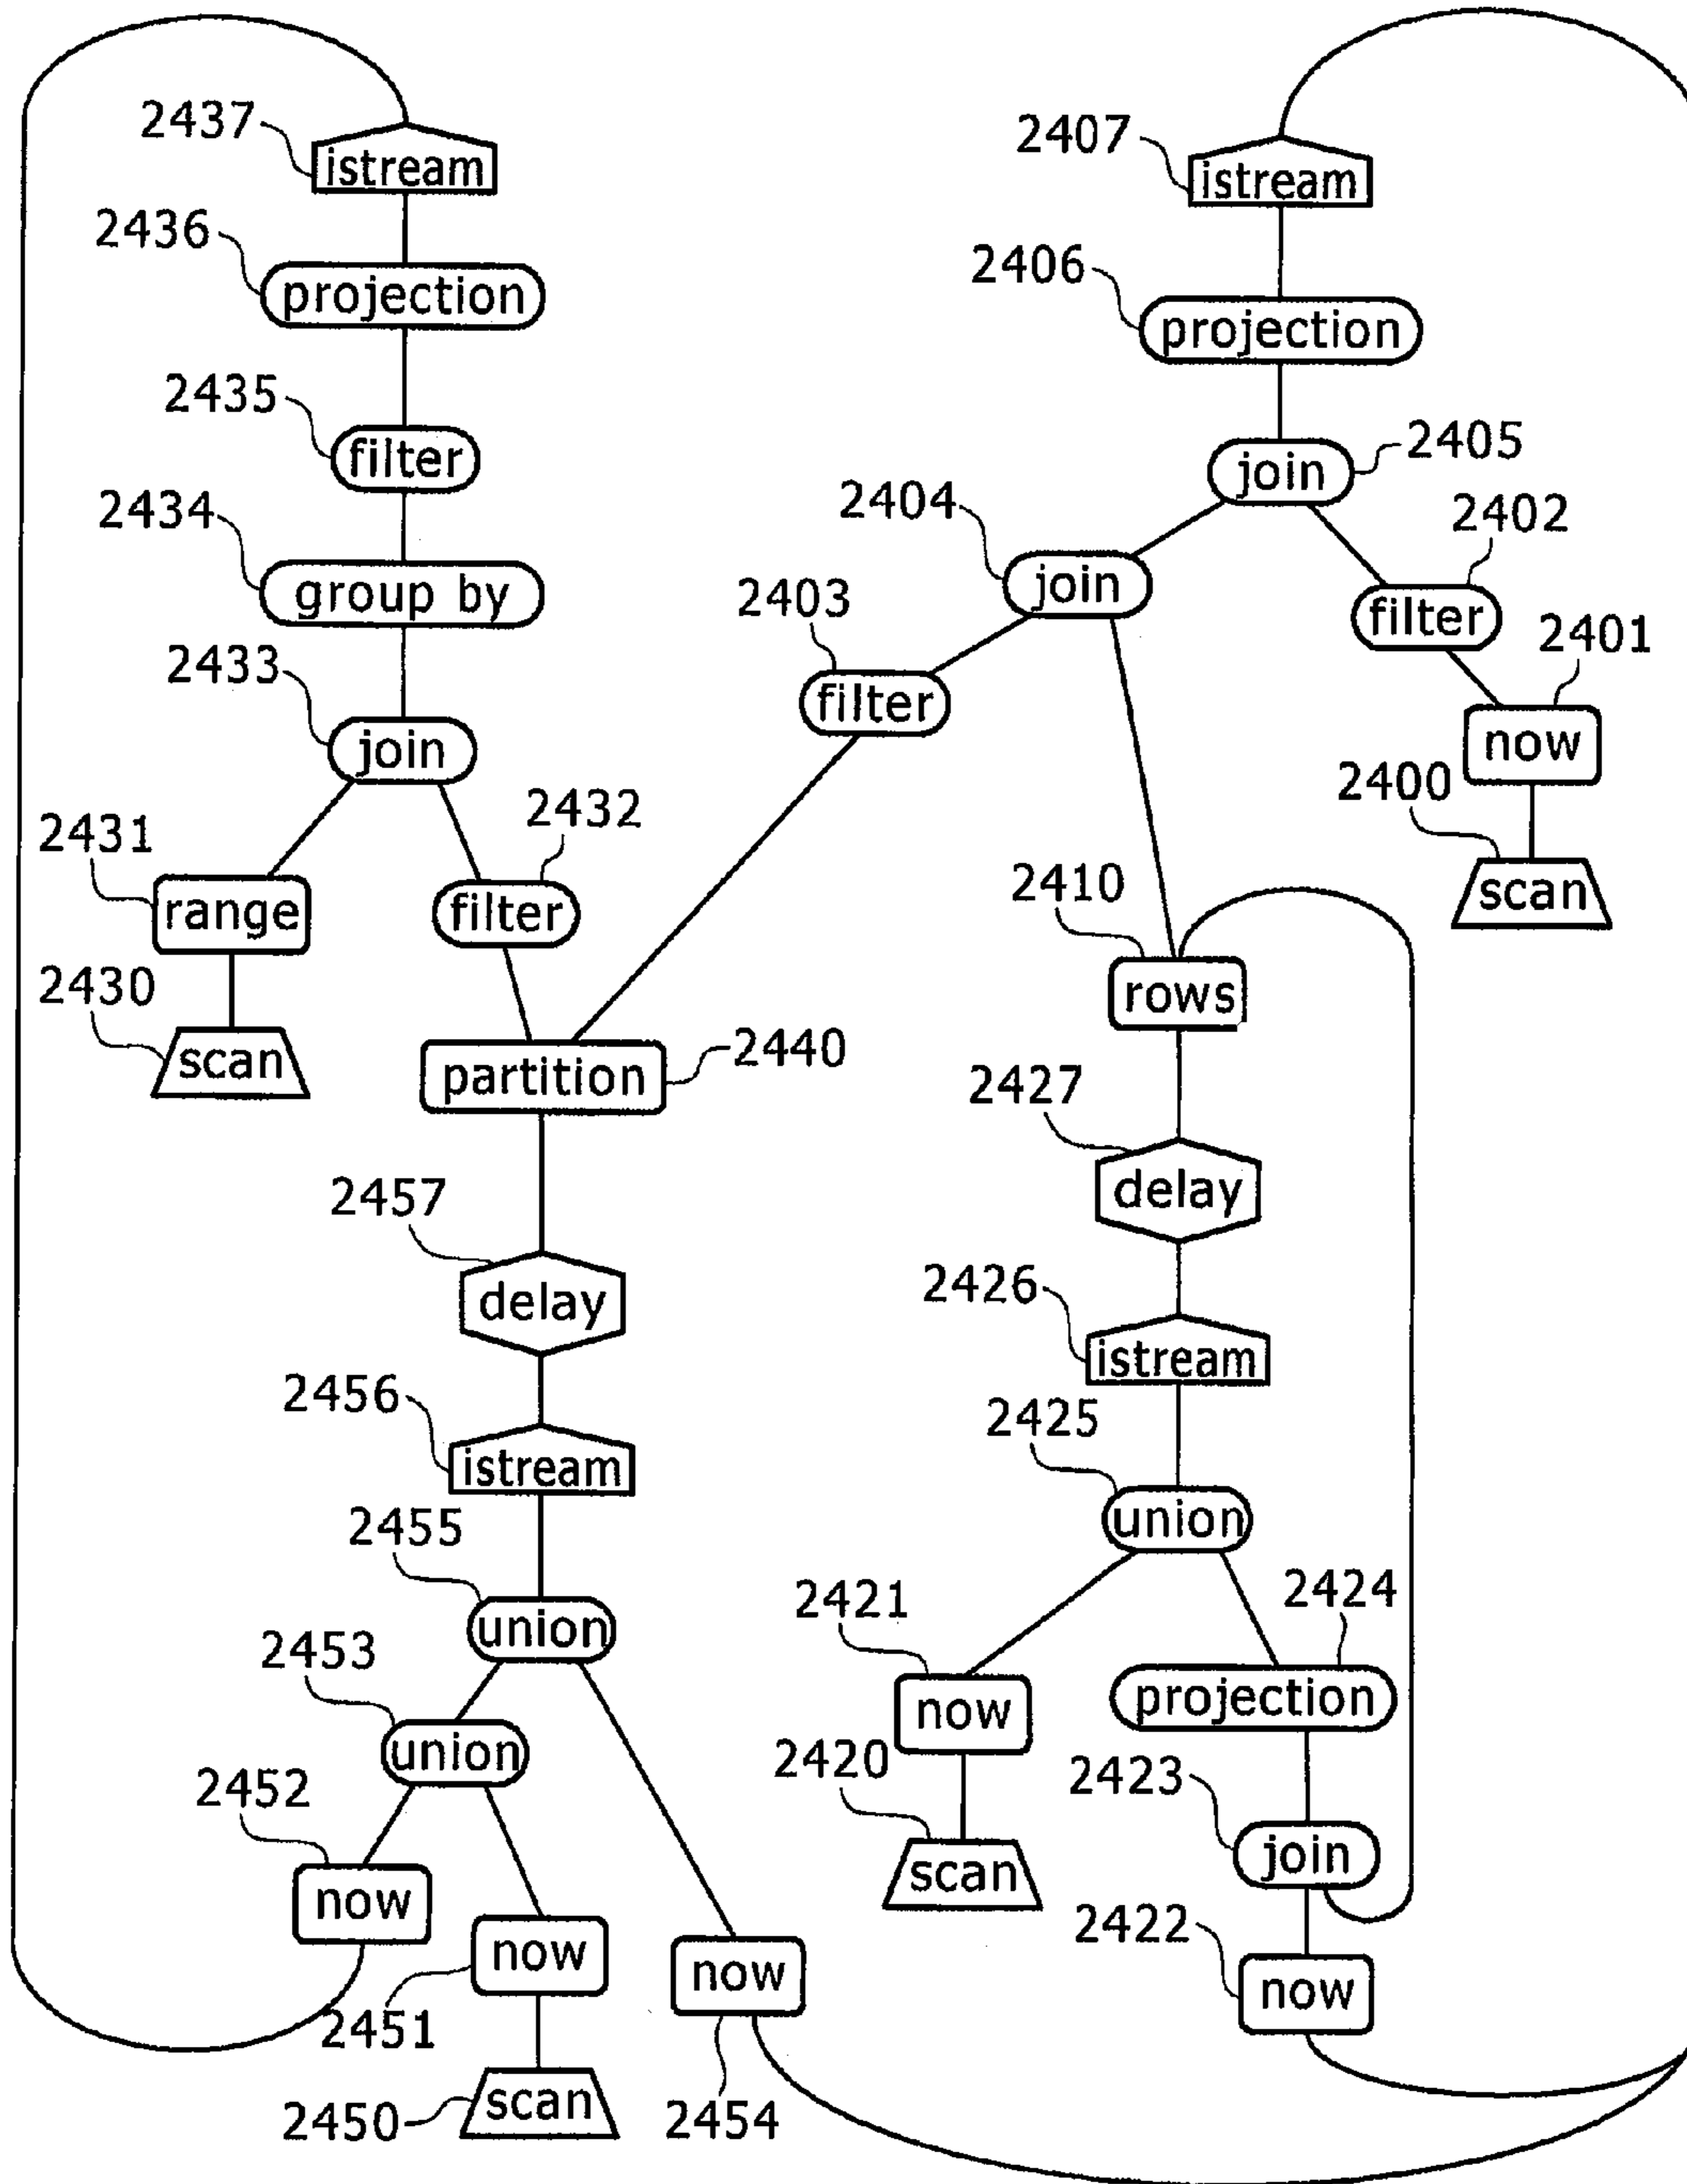 2437
istream
2407
istream
2436
projection
2406
projection
2435
filter
2405
join
2434
group by
2404
join
2402
filter
2403
filter
2401
now
2433
join
2400
scan
2431
range
2432
filter
2410
rows
2430
scan
partition
2440
2427
delay
2457
delay
2426
istream
2456
istream
2425
union
2455
union
2421
now
2424
projection
2453
union
2420
scan
2423
join
2452
now
2451
now
2454
now
2422
now
2450
scan